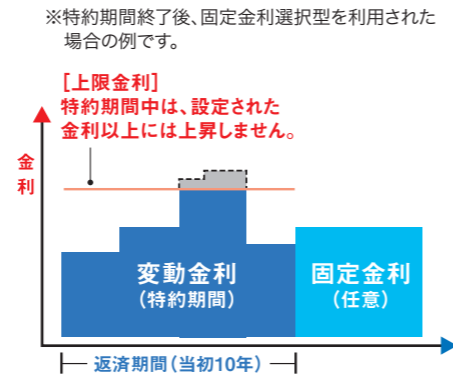 ※特約期間終了後、固定金利選択型を利用された
場合の例です。
[上限金利]
特約期間中は、設定された
金利以上には上昇しません。
金利
変動金利
（特約期間）
固定金利
（任意）
返済期間（当初10年）